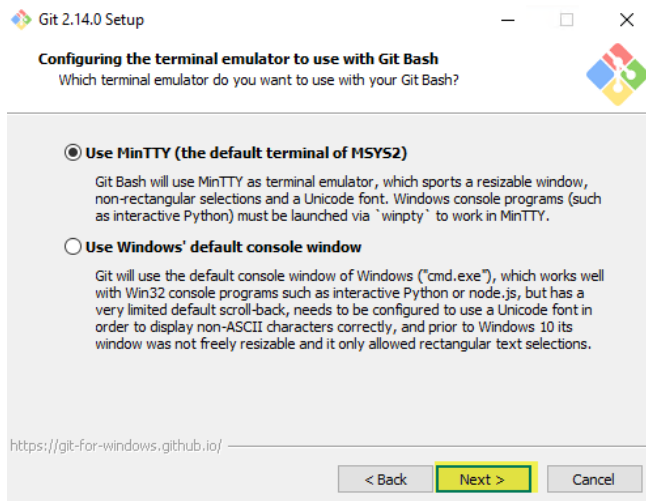 Git 2.14.0 Setup
Configuring the terminal emulator to use with Git Bash
Which terminal emulator do you want to use with your Git Bash?
Use MinTTY (the default terminal of MSYS2)
Git Bash will use MinTTY as terminal emulator, which sports a resizable window,
non-rectangular selections and a Unicode font. Windows console programs (such
as interactive Python) must be launched via `winpty` to work in MinTTY.
Use Windows' default console window
Git will use the default console window of Windows ("cmd.exe"), which works well
with Win32 console programs such as interactive Python or node.js, but has a
very limited default scroll-back, needs to be configured to use a Unicode font in
order to display non-ASCII characters correctly, and prior to Windows 10 its
window was not freely resizable and it only allowed rectangular text selections.
https://git-for-windows.github.io/
< Back Next > Cancel